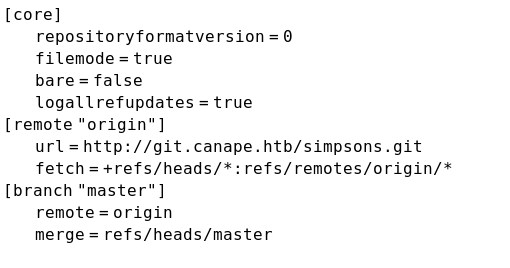 [core]
repositoryformatversion = 0
filemode = true
bare = false
logallrefupdates = true
[remote "origin"]
url = http://git.canape.htb/simpsons.git
fetch = +refs/heads/*:refs/remotes/origin/*
[branch "master"]
remote = origin
merge = refs/heads/master